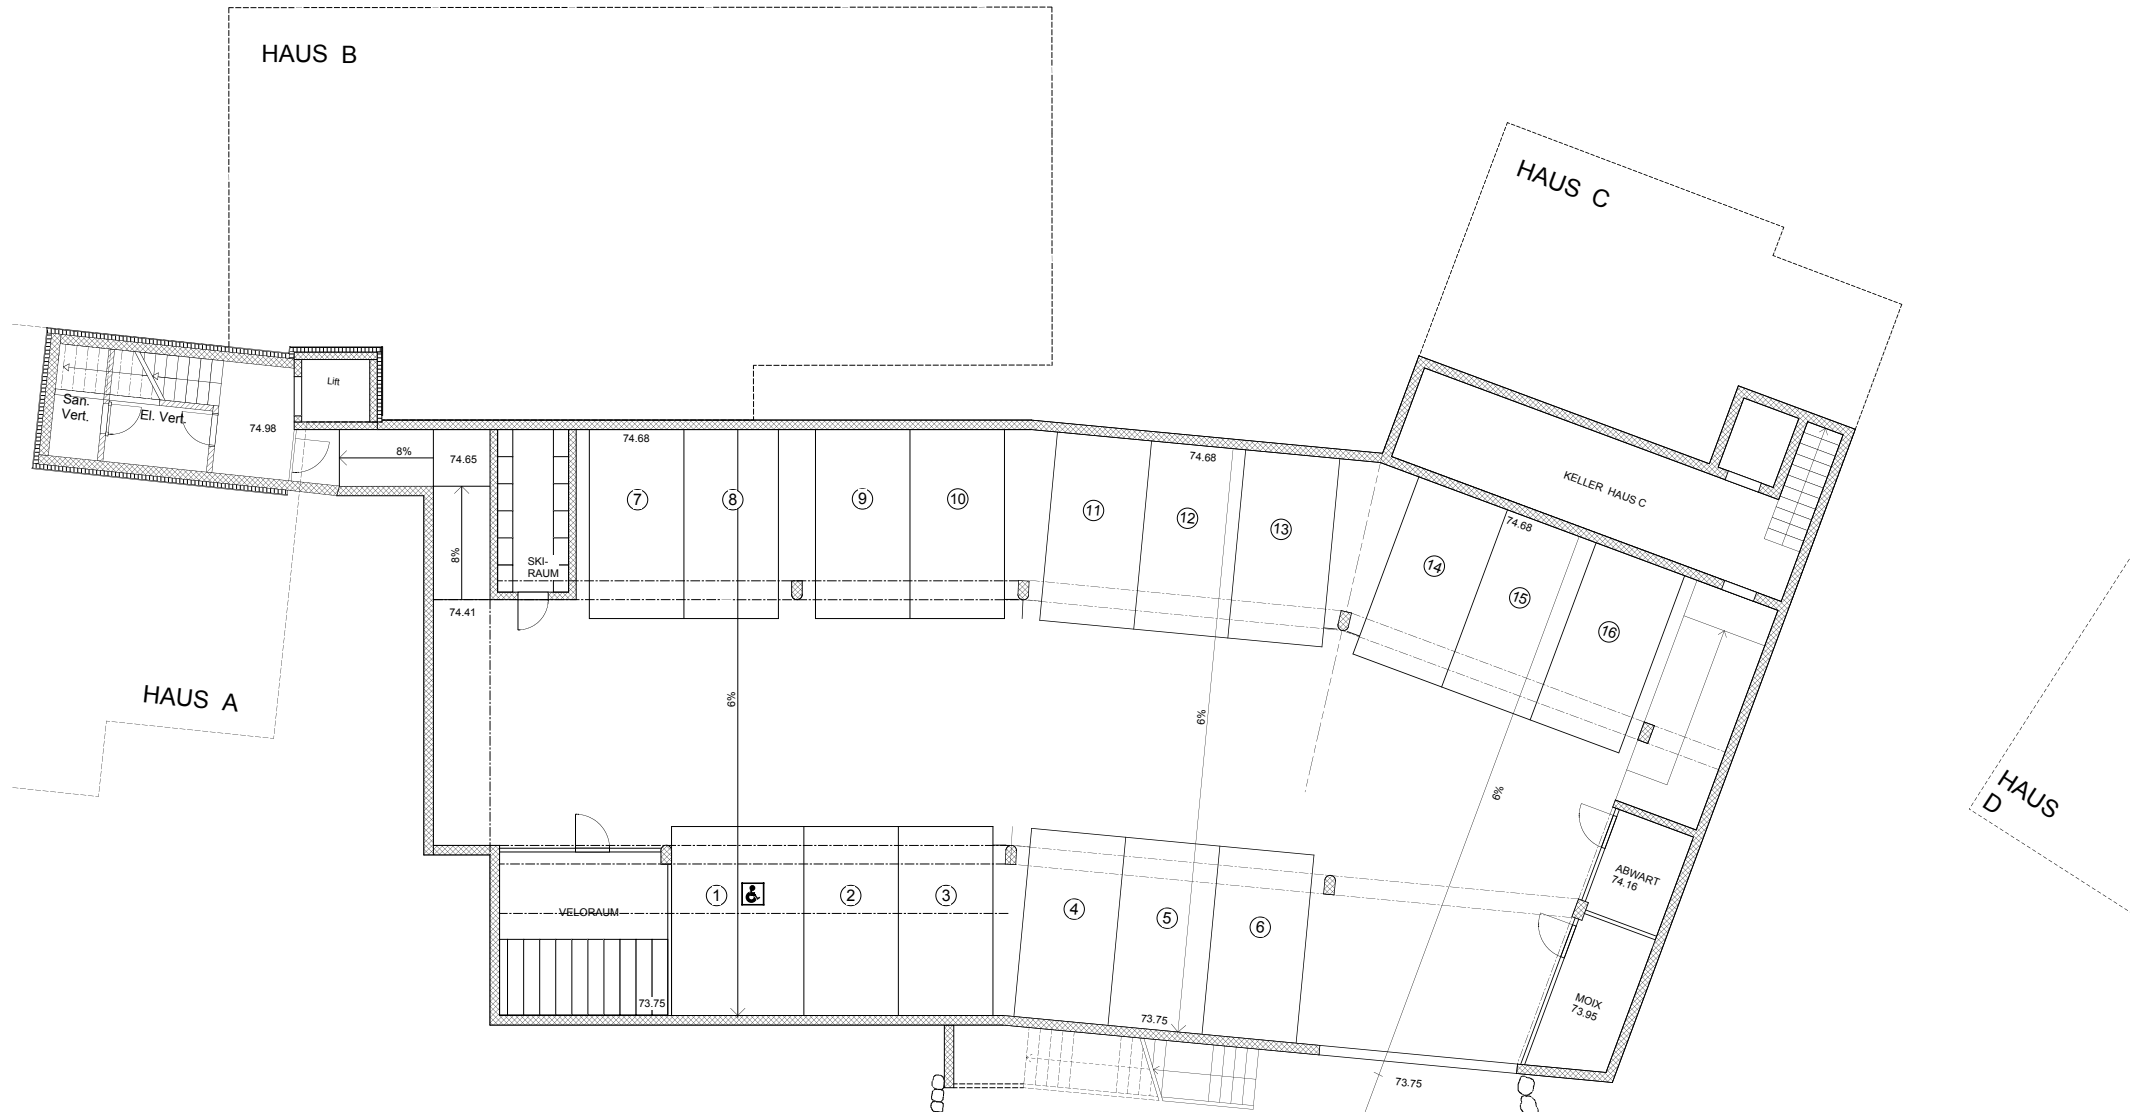 HAUS B
HAUS C
Lift
San.
Vert.
El. Vert.
74.98
8%
74.65
74.68
74.68
KELLER HAUS C
74.68
7
8
9
10
11
12
13
14
15
16
8%
SKI-
RAUM
74.41
HAUS A
6%
6%
6%
HAUS
D
1
2
3
4
5
6
VELORAUM
ABWART
74.16
MOIX
73.95
73.75
73.75
73.75